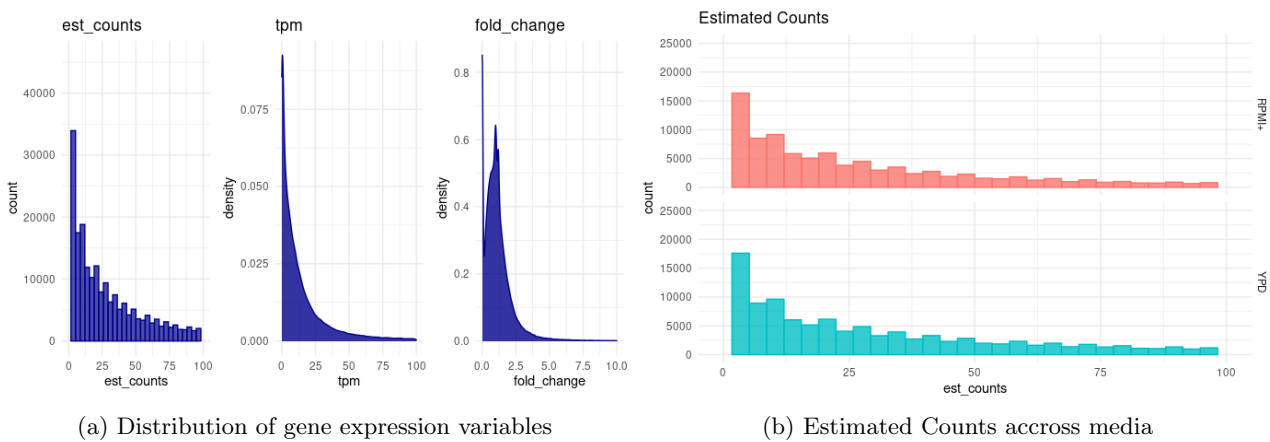 est_counts
tpm
fold_change
Estimated Counts
count
40000
30000
20000
10000
0
0 25 50 75 100
est_counts
density
0.075
0.050
0.025
0.000
0 25 50 75 100
tpm
density
0.8
0.6
0.4
0.2
0.0
0.0 2.5 5.0 7.5 10.0
fold_change
count
25000
20000
15000
10000
5000
0
RPMI+
25000
20000
15000
10000
5000
0
YPD
0 25 50 75 100
est_counts
(a) Distribution of gene expression variables
(b) Estimated Counts accross media